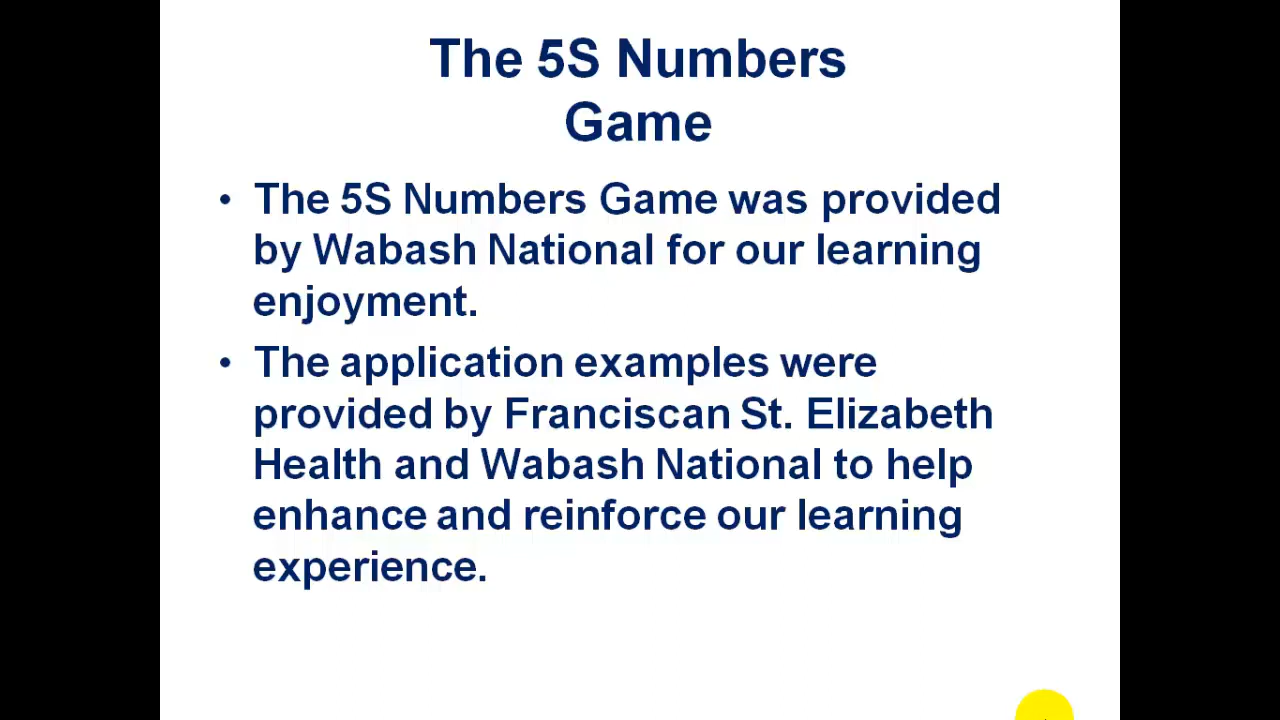 The 5S Numbers
Game
• The 5S Numbers Game was provided
by Wabash National for our learning
enjoyment.
• The application examples were
provided by Franciscan St. Elizabeth
Health and Wabash National to help
enhance and reinforce our learning
experience.